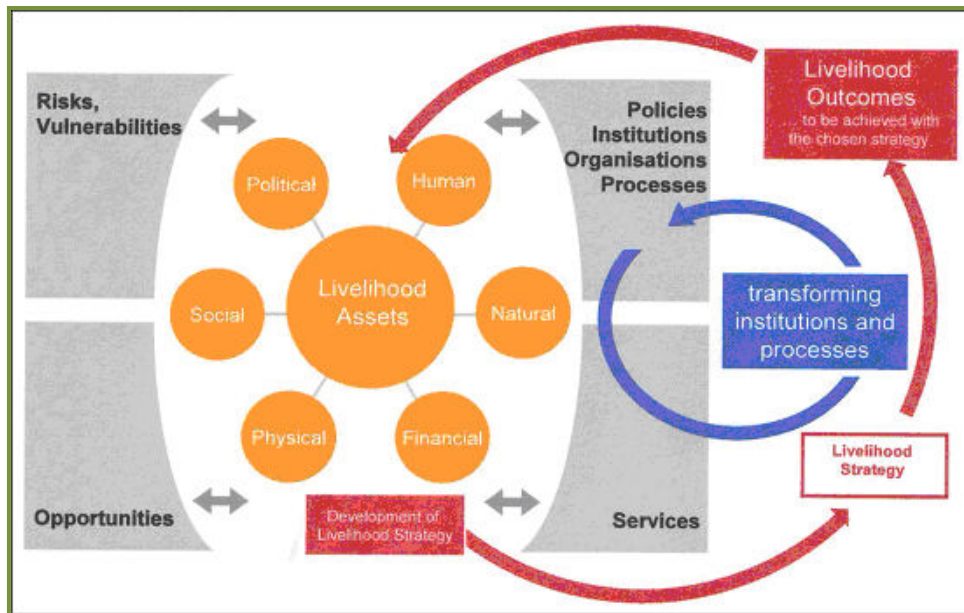 Risks,
Vulnerabilities
Policies
Institutions
Organisations
Processes
Livelihood
Outcomes
... to be achieved with
the chosen strategy
Political
Human
Livelihood
Assets
Social
Natural
transforming
institutions and
processes
Physical
Financial
Livelihood
Strategy
Opportunities
Development of
Livelihood Strategy
Services